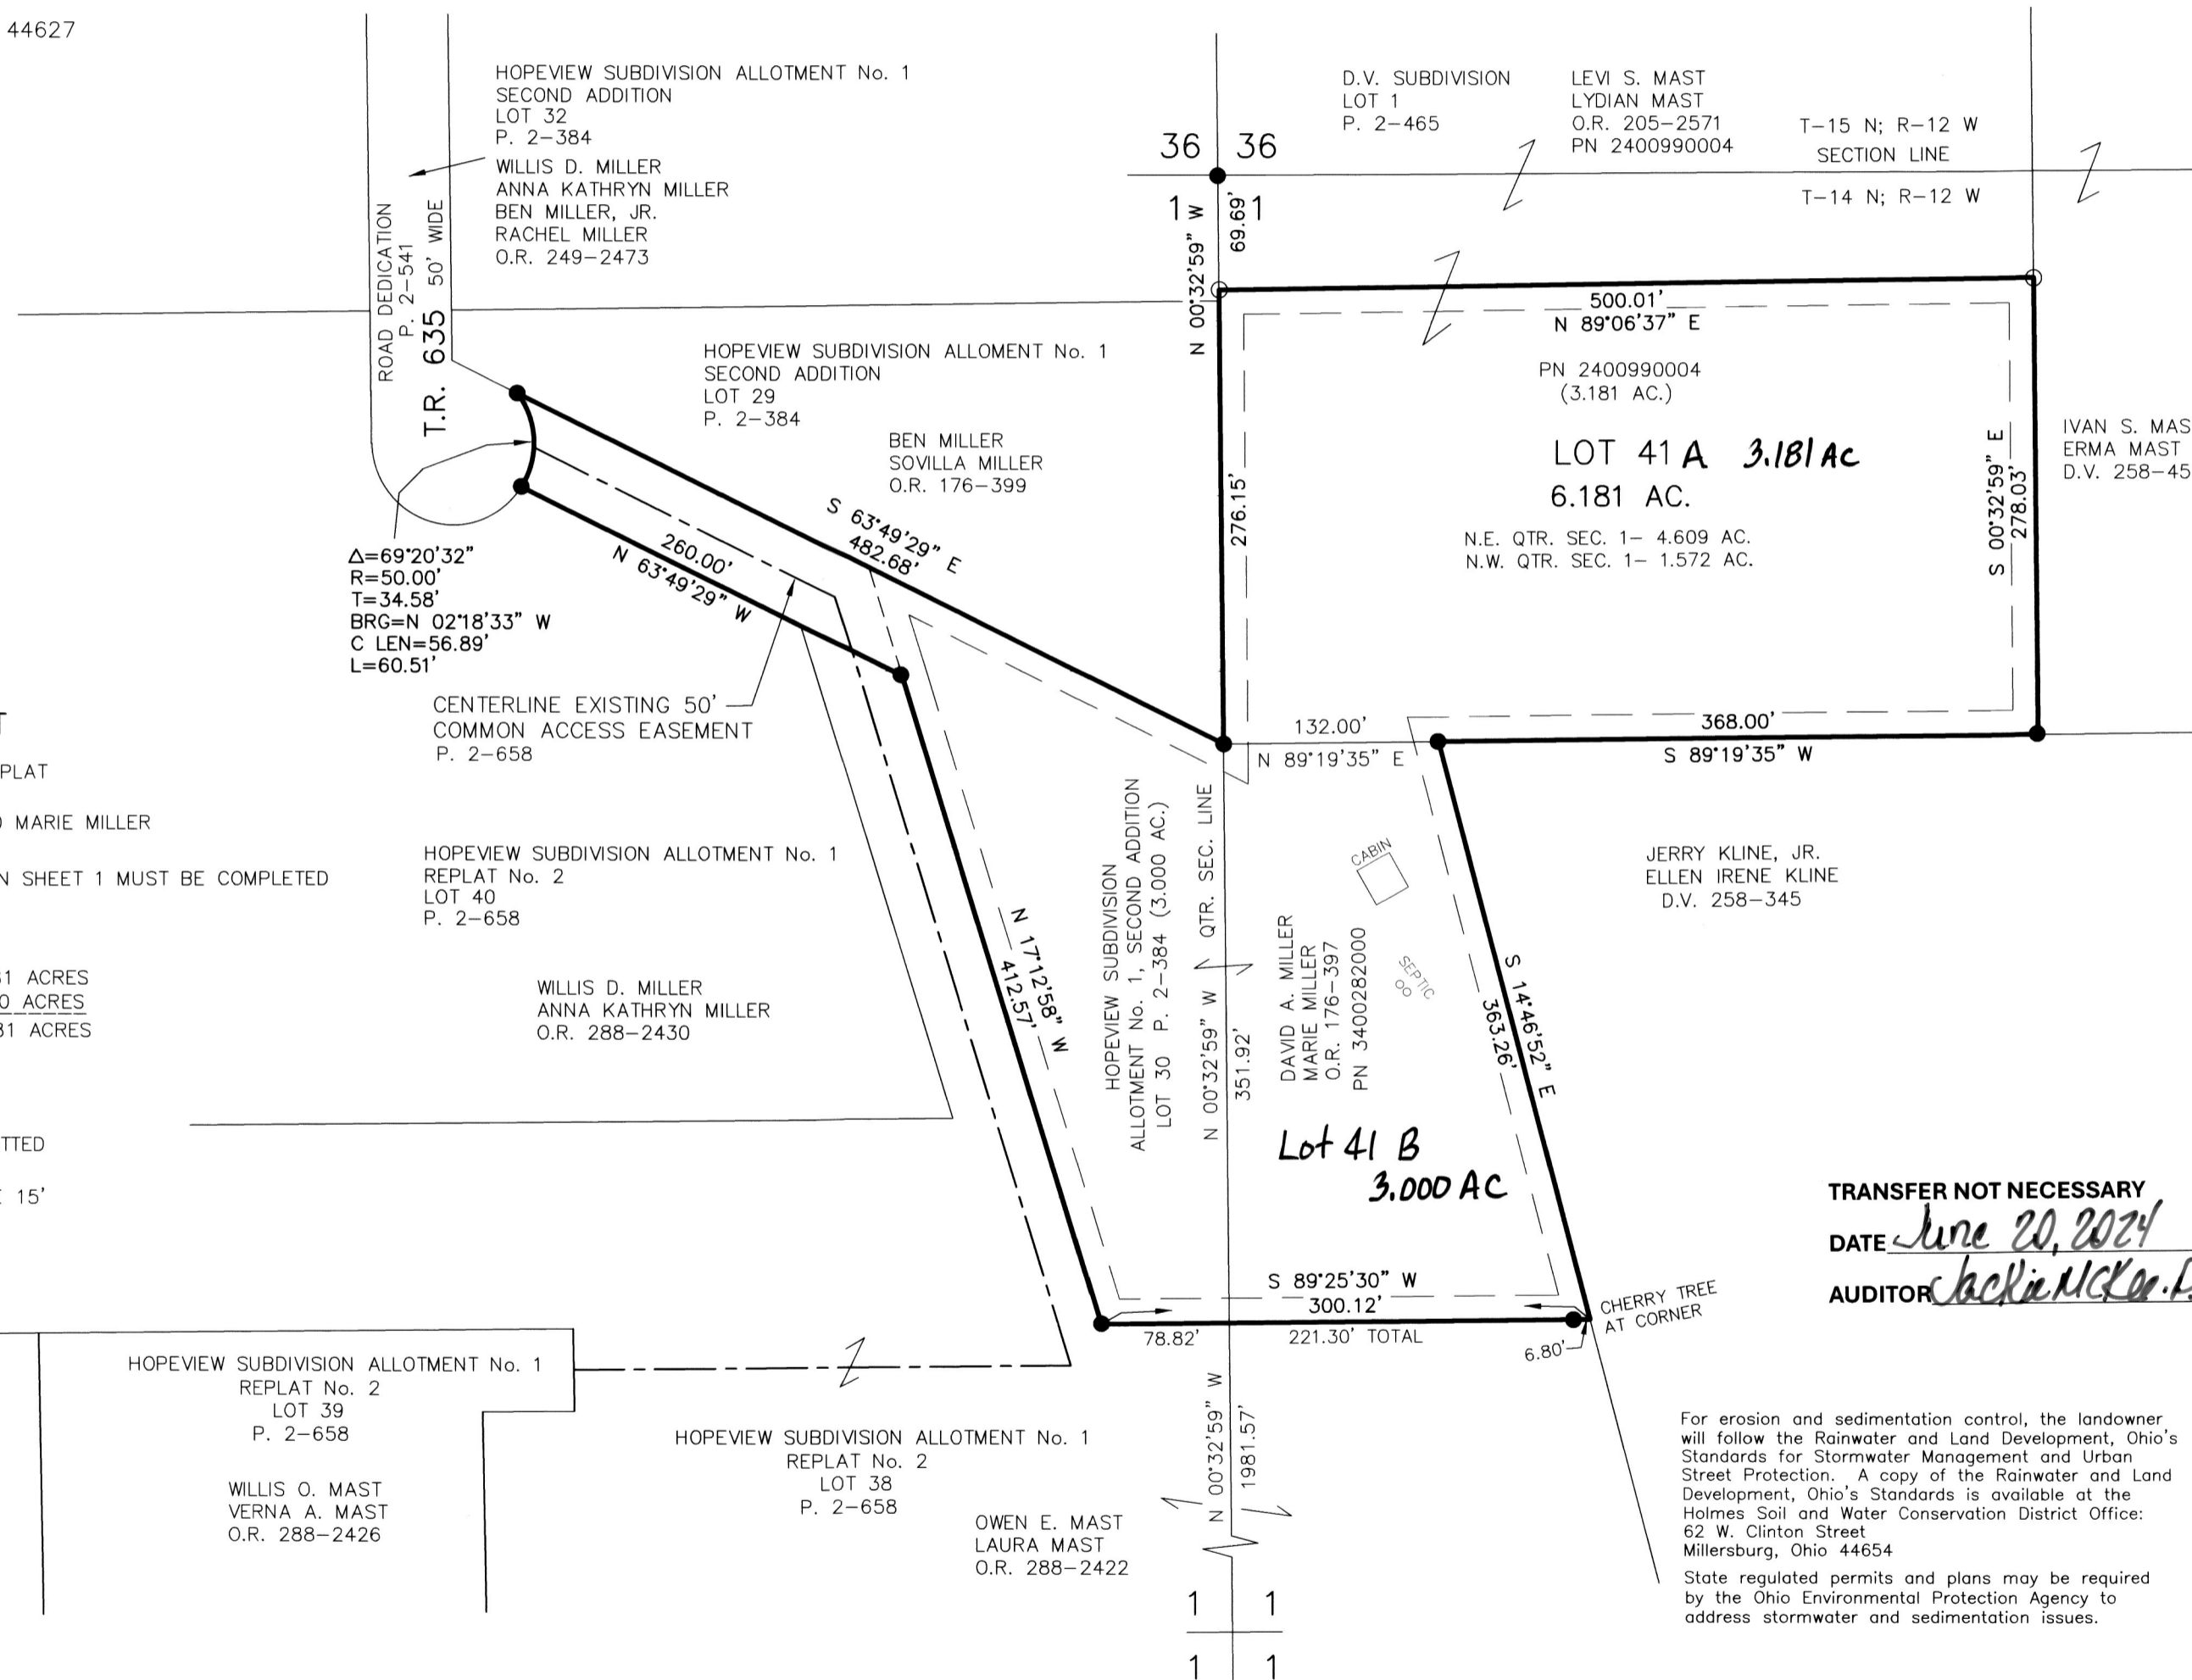 44627
HOPEVIEW SUBDIVISION ALLOTMENT No. 1
SECOND ADDITION
LOT 32
P. 2-384
WILLIS D. MILLER
ANNA KATHRYN MILLER
BEN MILLER, JR.
RACHEL MILLER
O.R. 249-2473
ROAD DEDICATION
P. 2-541
T.R. 635 50' WIDE
D.V. SUBDIVISION
LOT 1
P. 2-465
LEVI S. MAST
LYDIAN MAST
O.R. 205-2571
PN 2400990004
T-15 N; R-12 W
SECTION LINE
T-14 N; R-12 W
36 36
1 1
N 00°32'59" W
69.69'
HOPEVIEW SUBDIVISION ALLOMENT No. 1
SECOND ADDITION
LOT 29
P. 2-384
BEN MILLER
SOVILLA MILLER
O.R. 176-399
500.01'
N 89°06'37" E
PN 2400990004
(3.181 AC.)
LOT 41 A 3.181 AC
6.181 AC.
N.E. QTR. SEC. 1- 4.609 AC.
N.W. QTR. SEC. 1- 1.572 AC.
276.15'
S 00°32'59" E
278.03'
IVAN S. MAS
ERMA MAST
D.V. 258-45
S 63°49'29" E
482.68'
260.00'
N 63°49'29" W
Δ=69°20'32"
R=50.00'
T=34.58'
BRG=N 02°18'33" W
C LEN=56.89'
L=60.51'
CENTERLINE EXISTING 50'
COMMON ACCESS EASEMENT
P. 2-658
132.00'
N 89°19'35" E
368.00'
S 89°19'35" W
T
PLAT
MARIE MILLER
N SHEET 1 MUST BE COMPLETED
1 ACRES
0 ACRES
31 ACRES
TTED
15'
HOPEVIEW SUBDIVISION ALLOTMENT No. 1
REPLAT No. 2
LOT 40
P. 2-658
WILLIS D. MILLER
ANNA KATHRYN MILLER
O.R. 288-2430
N 17°12'58" W
412.57'
HOPEVIEW SUBDIVISION
ALLOTMENT No. 1, SECOND ADDITION
LOT 30 P. 2-384 (3.000 AC.)
N 00°32'59" W QTR. SEC. LINE
351.92'
DAVID A. MILLER
MARIE MILLER
O.R. 176-397
PN 3400282000
CABIN
SEPTIC
OO
S 14°46'52" E
363.26'
JERRY KLINE, JR.
ELLEN IRENE KLINE
D.V. 258-345
Lot 41 B
3.000 AC
S 89°25'30" W
300.12'
78.82'
221.30' TOTAL
6.80'
CHERRY TREE
AT CORNER
TRANSFER NOT NECESSARY
DATE June 20, 2024
AUDITOR Jackie McKee
HOPEVIEW SUBDIVISION ALLOTMENT No. 1
REPLAT No. 2
LOT 39
P. 2-658
WILLIS O. MAST
VERNA A. MAST
O.R. 288-2426
HOPEVIEW SUBDIVISION ALLOTMENT No. 1
REPLAT No. 2
LOT 38
P. 2-658
OWEN E. MAST
LAURA MAST
O.R. 288-2422
N 00°32'59" W
1981.57'
1 1
1 1
For erosion and sedimentation control, the landowner
will follow the Rainwater and Land Development, Ohio's
Standards for Stormwater Management and Urban
Street Protection. A copy of the Rainwater and Land
Development, Ohio's Standards is available at the
Holmes Soil and Water Conservation District Office:
62 W. Clinton Street
Millersburg, Ohio 44654
State regulated permits and plans may be required
by the Ohio Environmental Protection Agency to
address stormwater and sedimentation issues.